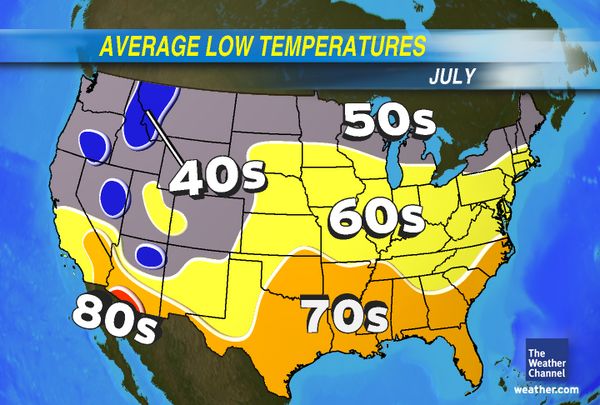 AVERAGE LOW TEMPERATURES
JULY
50s
40s
60s
80s
70s
The
Weather
Channel
weather.com